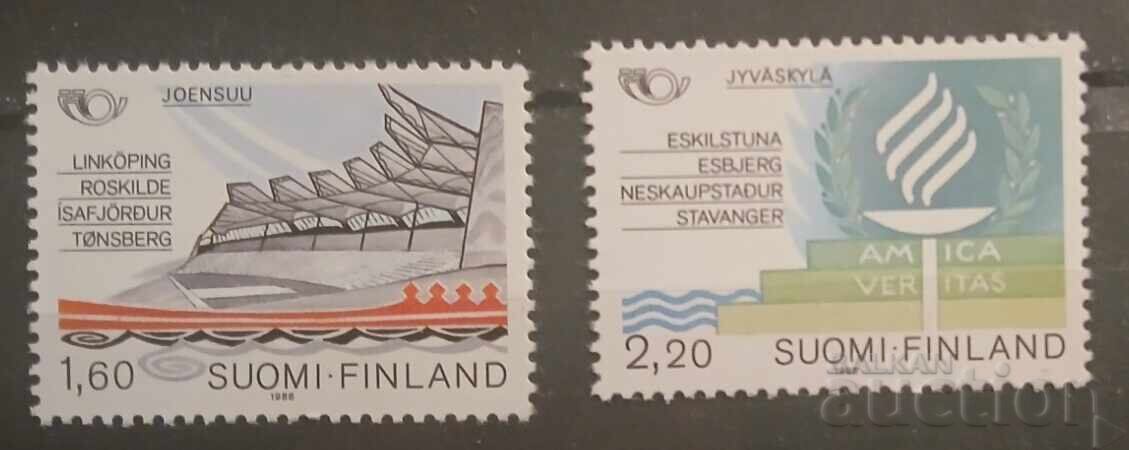 JOENSUU
LINKÖPING
ROSKILDE
ÍSAFJÖRÐUR
TØNSBERG
1,60 SUOMI·FINLAND
1986
JYVÄSKYLÄ
ESKILSTUNA
ESBJERG
NESKAUPSTAÐUR
STAVANGER
AMICA
VERITAS
2,20 SUOMI·FINLAND
BALKAN
auction